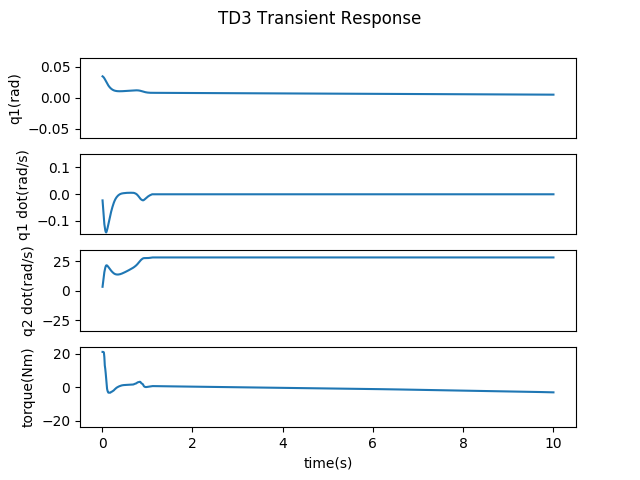 TD3 Transient Response
0.05
0.00
−0.05
q1(rad)
0.1
0.0
−0.1
q1 dot(rad/s)
25
0
−25
q2 dot(rad/s)
20
0
−20
torque(Nm)
0 2 4 6 8 10
time(s)